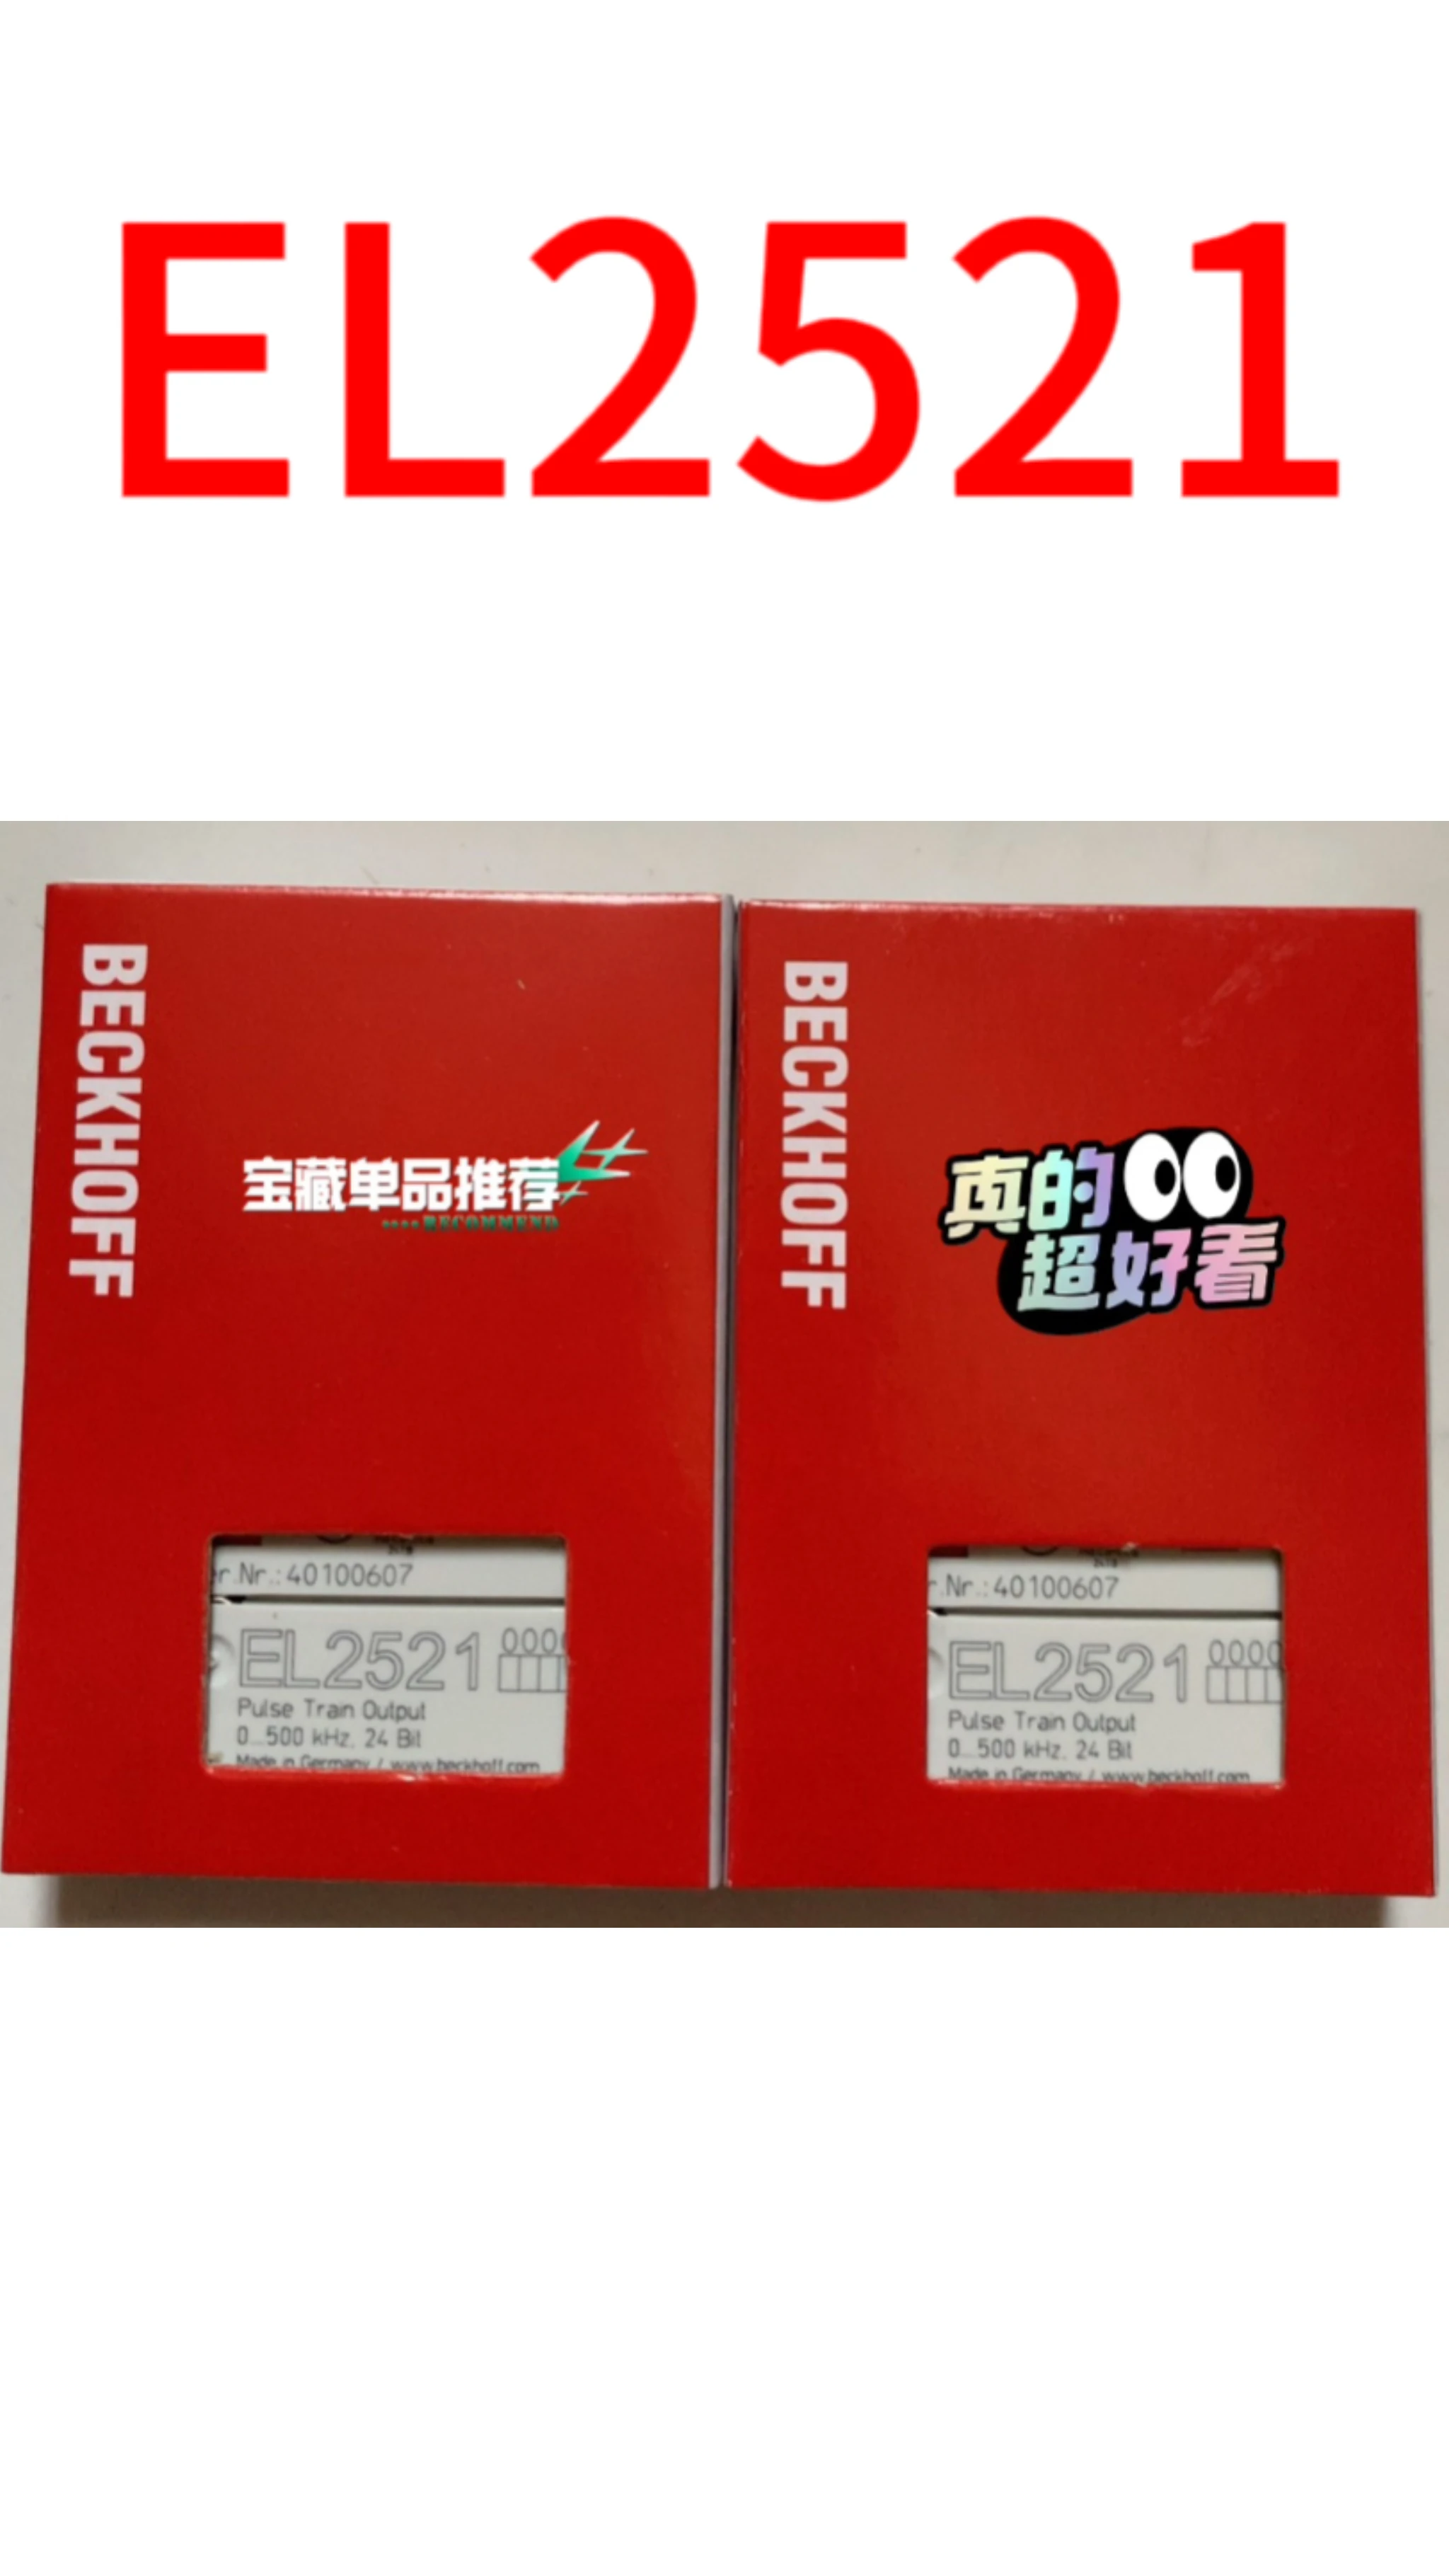 EL2521
BECKHOFF
宝藏单品推荐
RECOMMEND
r.Nr.:40100607
EL2521
Pulse Train Output
0...500 kHz, 24 Bit
Made in Germany / www.beckhoff.com
BECKHOFF
真的
超好看
r.Nr.:40100607
EL2521
Pulse Train Output
0...500 kHz, 24 Bit
Made in Germany / www.beckhoff.com